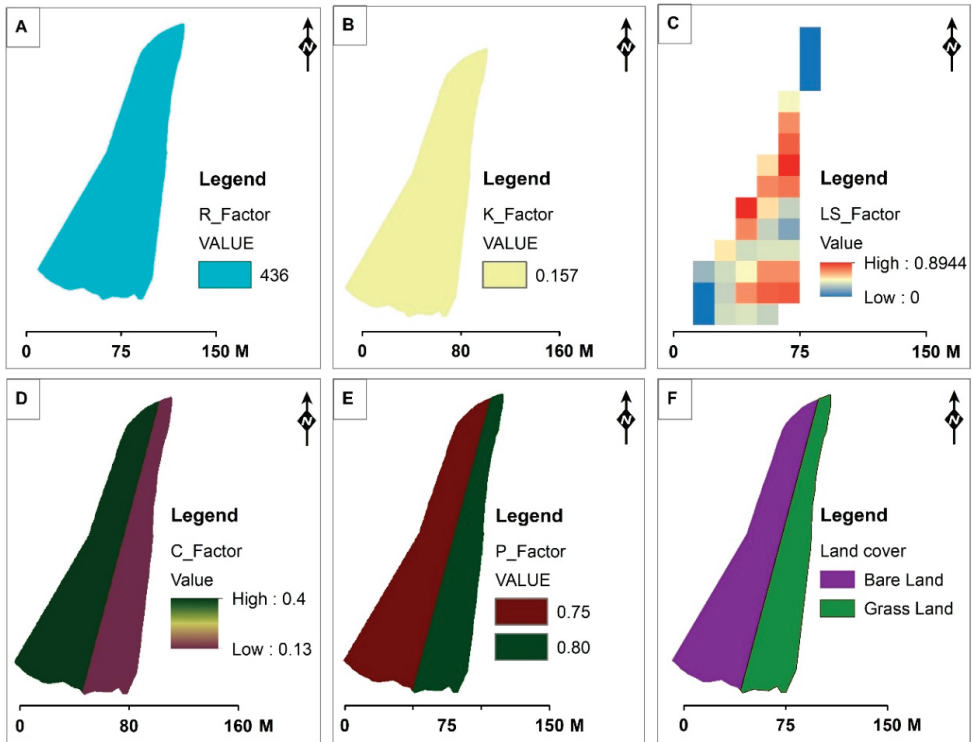 A
N
Legend
R_Factor
VALUE
436
0 75 150 M
B
N
Legend
K_Factor
VALUE
0.157
0 80 160 M
C
N
Legend
LS_Factor
Value
High : 0.8944
Low : 0
0 75 150 M
D
N
Legend
C_Factor
Value
High : 0.4
Low : 0.13
0 80 160 M
E
N
Legend
P_Factor
VALUE
0.75
0.80
0 75 150 M
F
N
Legend
Land cover
Bare Land
Grass Land
0 75 150 M